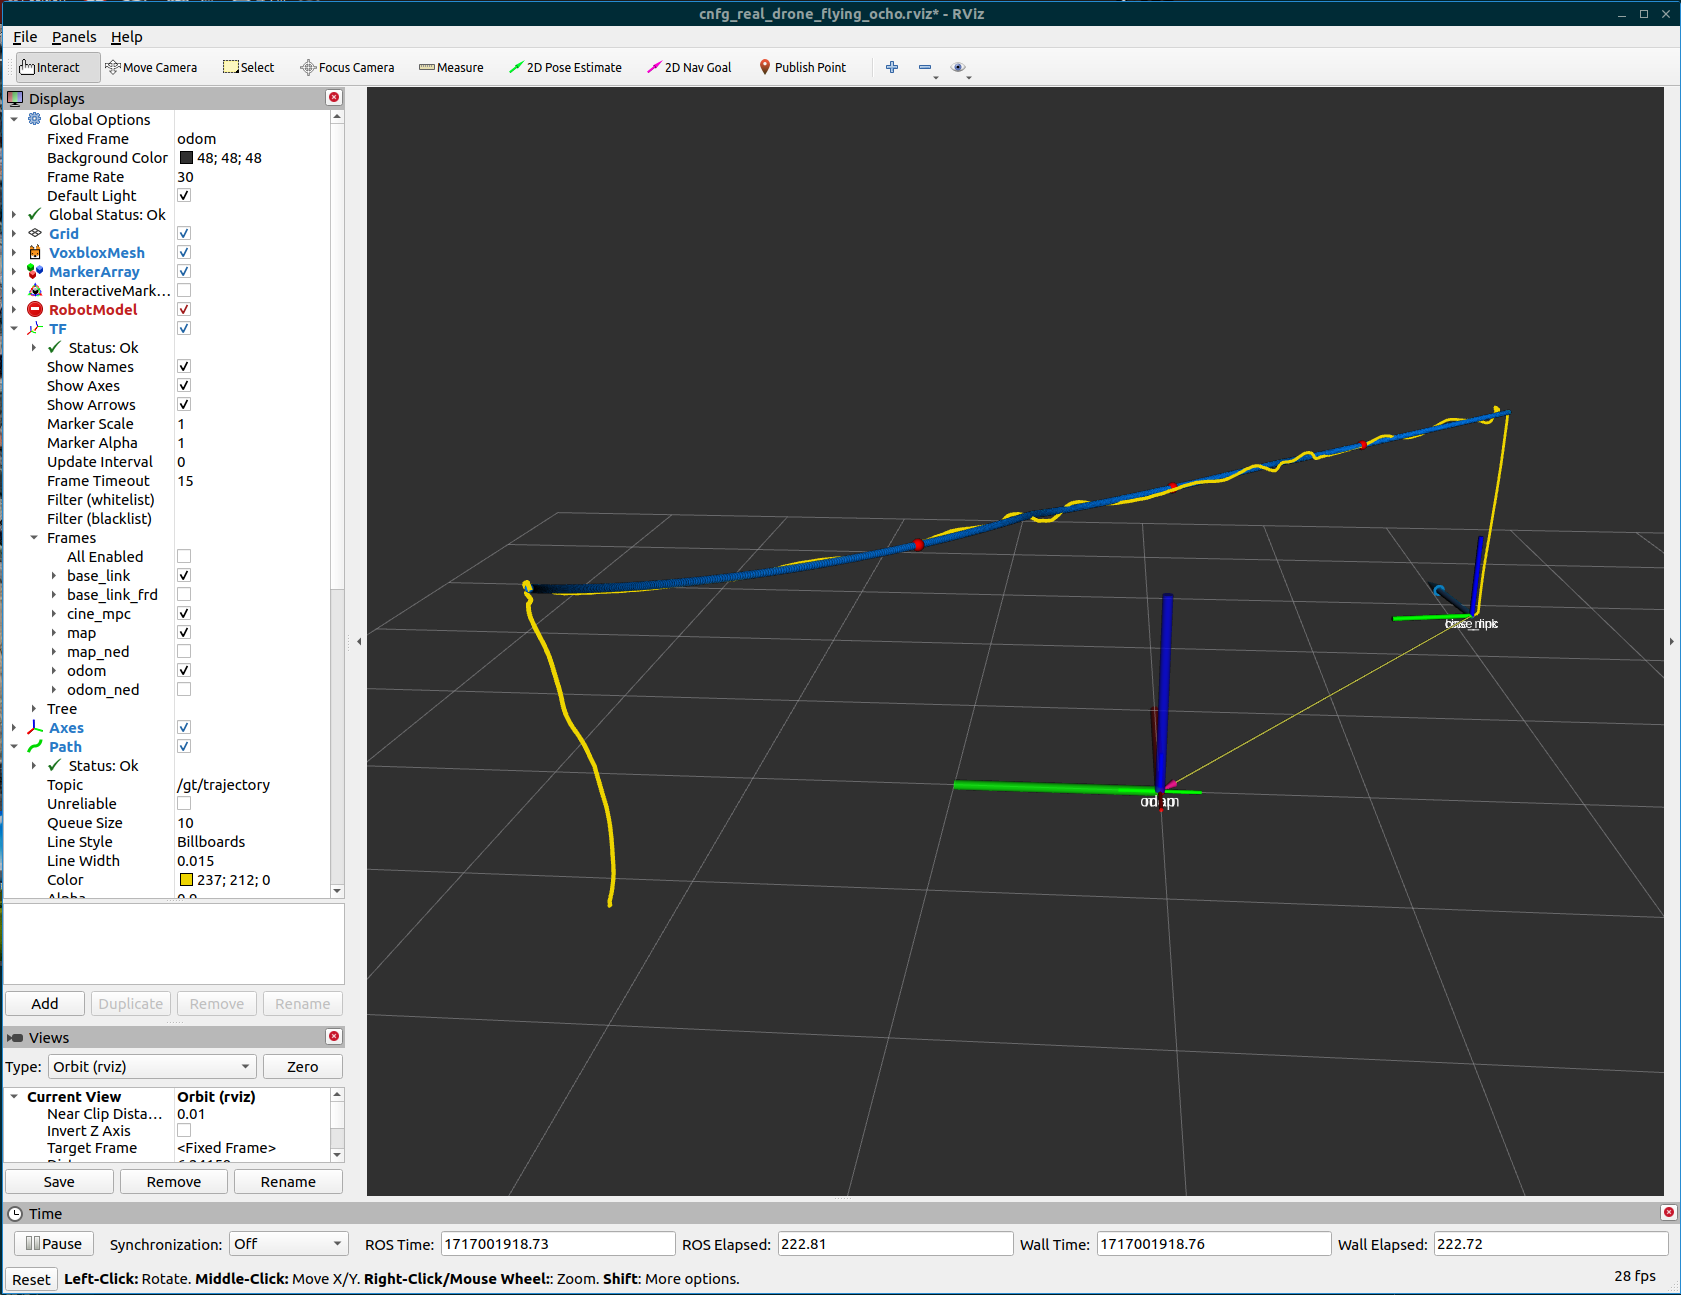 cnfg_real_drone_flying_ocho.rviz* - RViz
File Panels Help
Interact Move Camera Select Focus Camera Measure 2D Pose Estimate 2D Nav Goal Publish Point
Displays
Global Options
Fixed Frame odom
Background Color 48; 48; 48
Frame Rate 30
Default Light
Global Status: Ok
Grid
VoxbloxMesh
MarkerArray
InteractiveMark...
RobotModel
TF
Status: Ok
Show Names
Show Axes
Show Arrows
Marker Scale 1
Marker Alpha 1
Update Interval 0
Frame Timeout 15
Filter (whitelist)
Filter (blacklist)
Frames
All Enabled
base_link
base_link_frd
cine_mpc
map
map_ned
odom
odom_ned
Tree
Axes
Path
Status: Ok
Topic /gt/trajectory
Unreliable
Queue Size 10
Line Style Billboards
Line Width 0.015
Color 237; 212; 0
Add Duplicate Remove Rename
Views
Type: Orbit (rviz) Zero
Current View Orbit (rviz)
Near Clip Dista... 0.01
Invert Z Axis
Target Frame <Fixed Frame>
Save Remove Rename
Time
Pause Synchronization: Off ROS Time: 1717001918.73 ROS Elapsed: 222.81 Wall Time: 1717001918.76 Wall Elapsed: 222.72
Reset Left-Click: Rotate. Middle-Click: Move X/Y. Right-Click/Mouse Wheel:: Zoom. Shift: More options. 28 fps